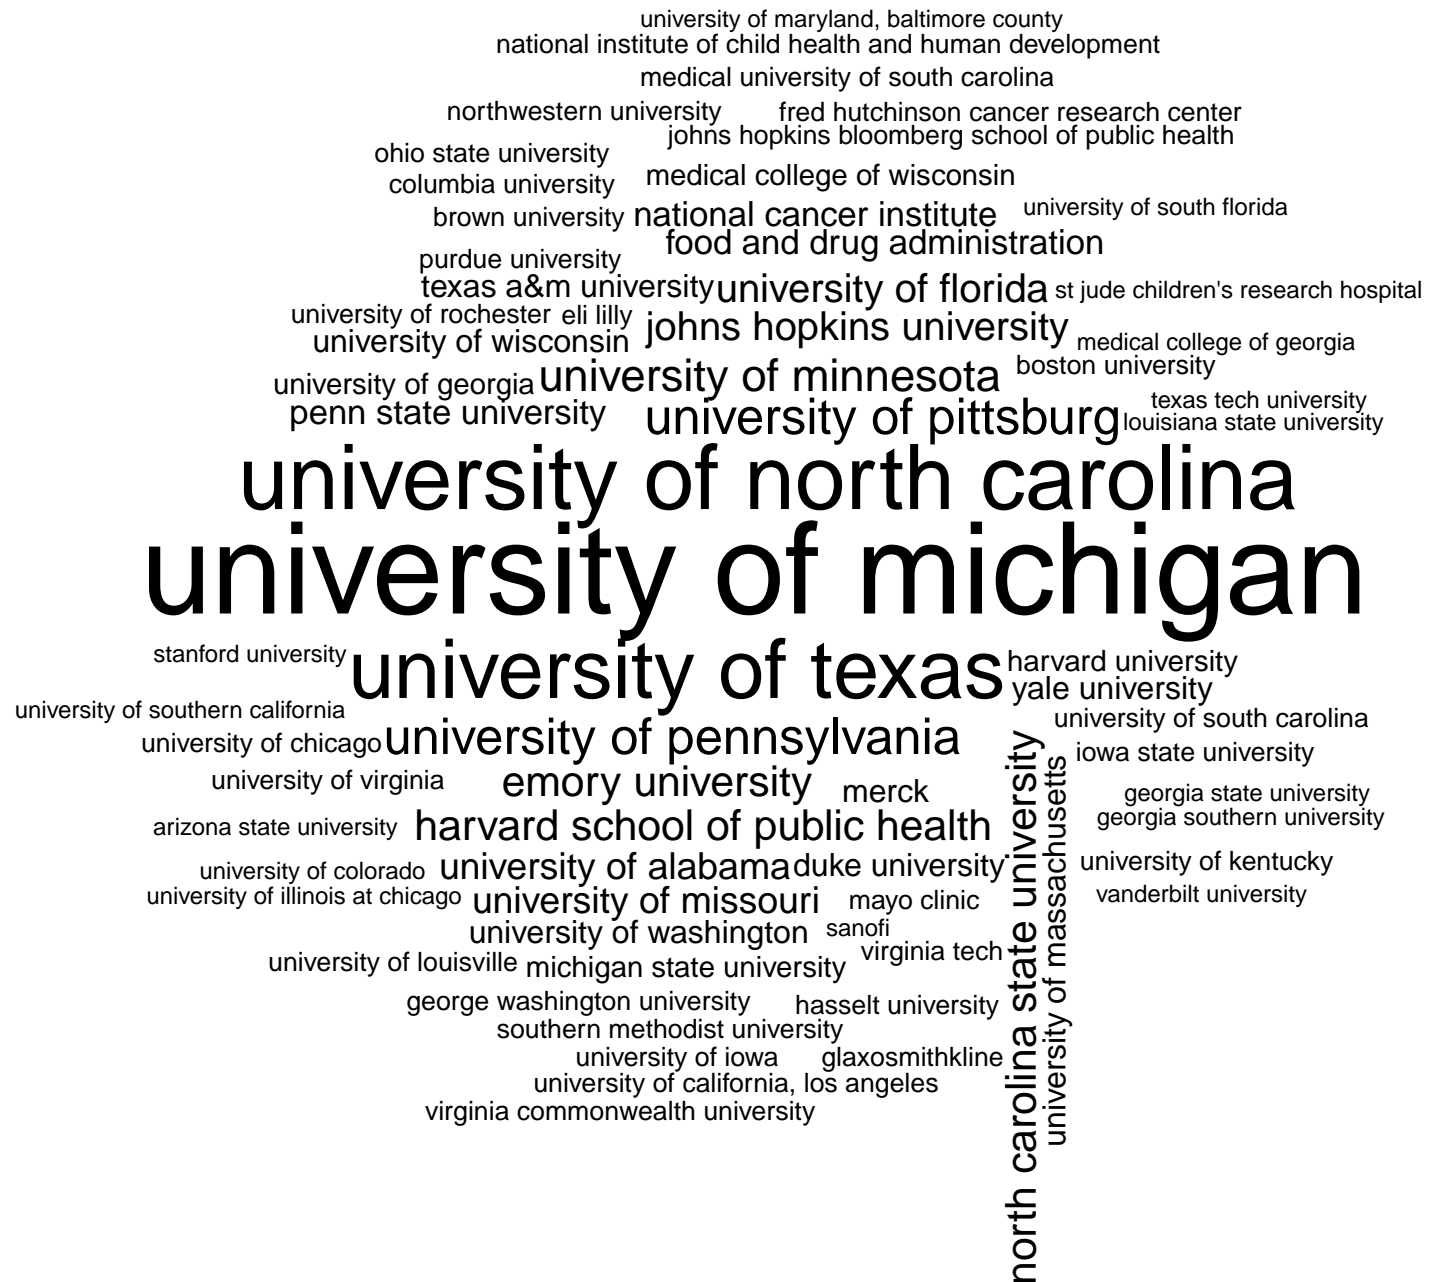 university of maryland, baltimore county
national institute of child health and human development
medical university of south carolina
northwestern university
fred hutchinson cancer research center
johns hopkins bloomberg school of public health
ohio state university
columbia university
medical college of wisconsin
brown university
national cancer institute
university of south florida
food and drug administration
purdue university
texas a&m university
university of florida
st jude children's research hospital
university of rochester
eli lilly
johns hopkins university
university of wisconsin
medical college of georgia
boston university
university of georgia
university of minnesota
penn state university
university of pittsburg
texas tech university
louisiana state university
university of north carolina
university of michigan
stanford university
university of texas
harvard university
yale university
university of southern california
university of south carolina
university of chicago
university of pennsylvania
iowa state university
university of virginia
emory university
merck
georgia state university
georgia southern university
arizona state university
harvard school of public health
north carolina state university
university of massachusetts
university of colorado
university of alabama
duke university
university of kentucky
university of illinois at chicago
university of missouri
mayo clinic
vanderbilt university
university of washington
sanofi
virginia tech
university of louisville
michigan state university
george washington university
hasselt university
southern methodist university
university of iowa
glaxosmithkline
university of california, los angeles
virginia commonwealth university